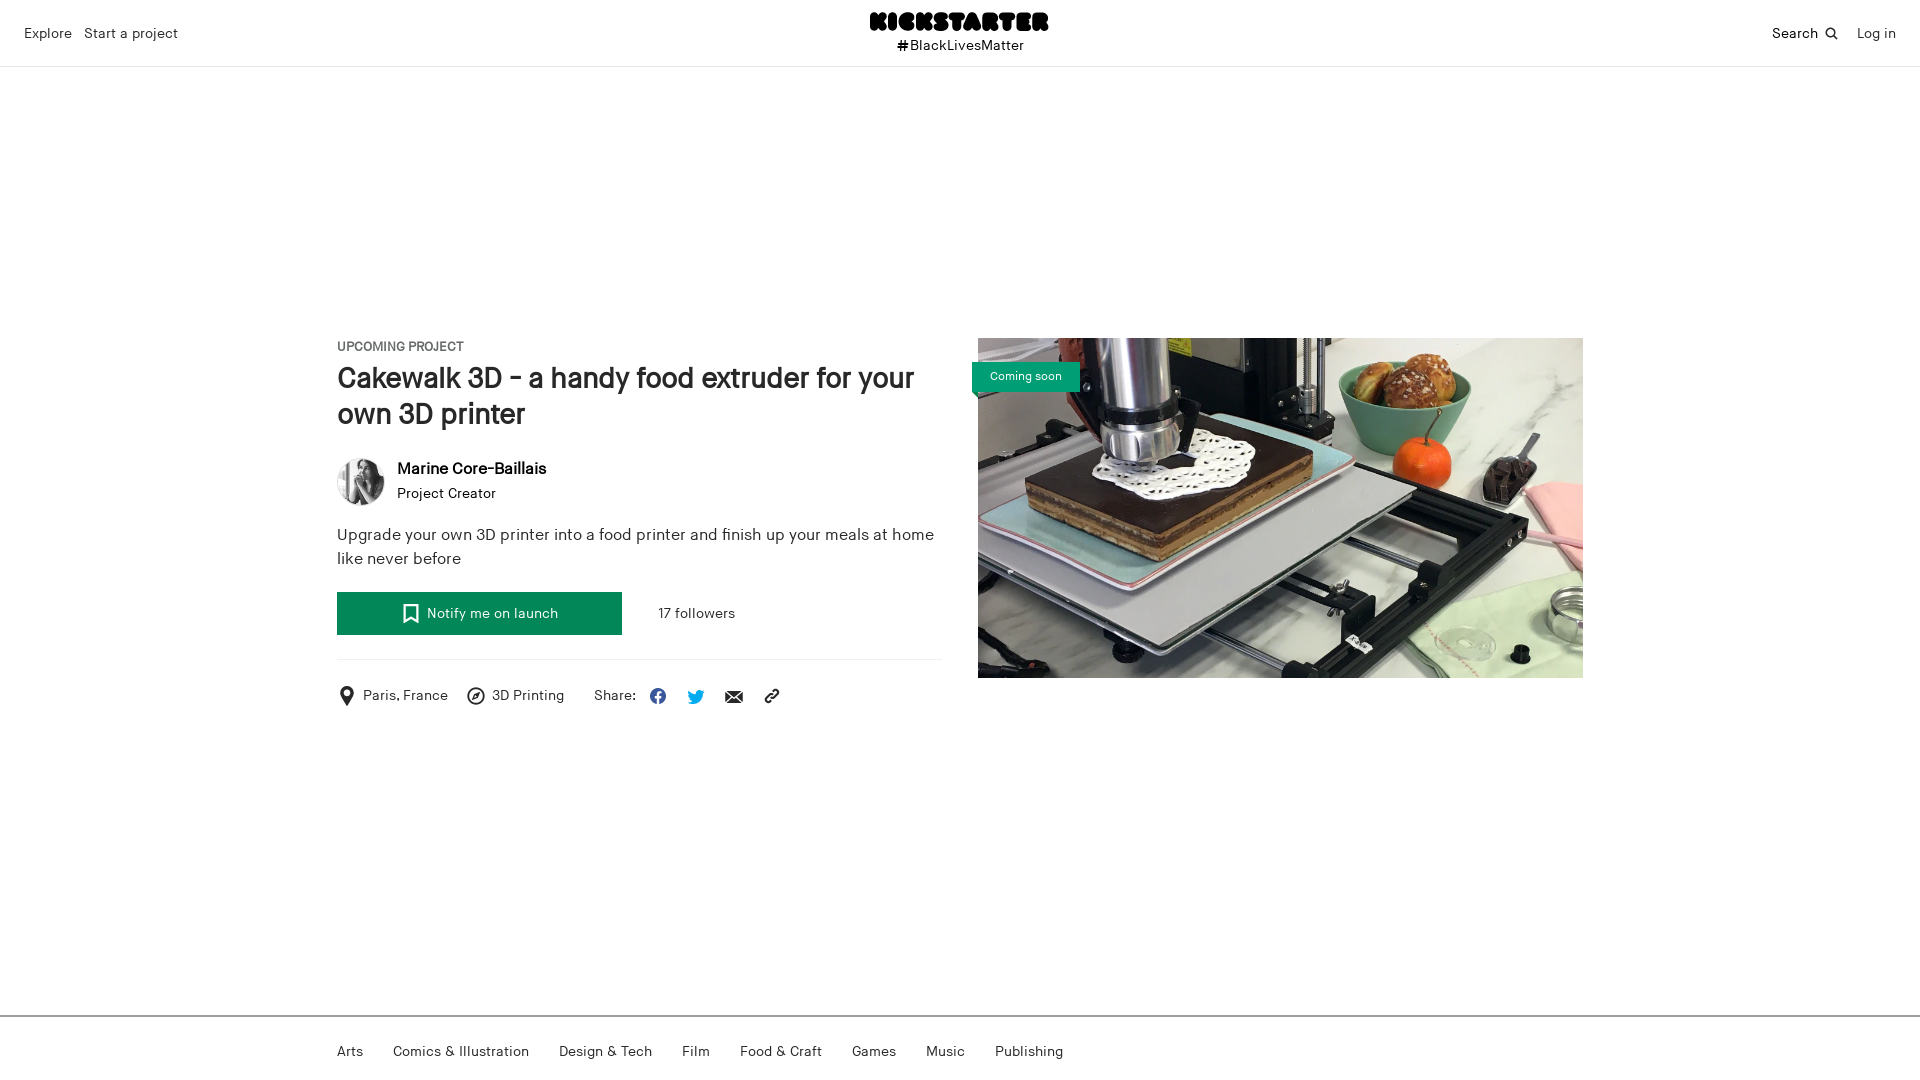 Explore Start a project
KICKSTARTER
#BlackLivesMatter
Search Log in
UPCOMING PROJECT
Cakewalk 3D - a handy food extruder for your
own 3D printer
Marine Core-Baillais
Project Creator
Upgrade your own 3D printer into a food printer and finish up your meals at home
like never before
Notify me on launch 17 followers
Paris, France 3D Printing Share:
Coming soon
Arts Comics & Illustration Design & Tech Film Food & Craft Games Music Publishing